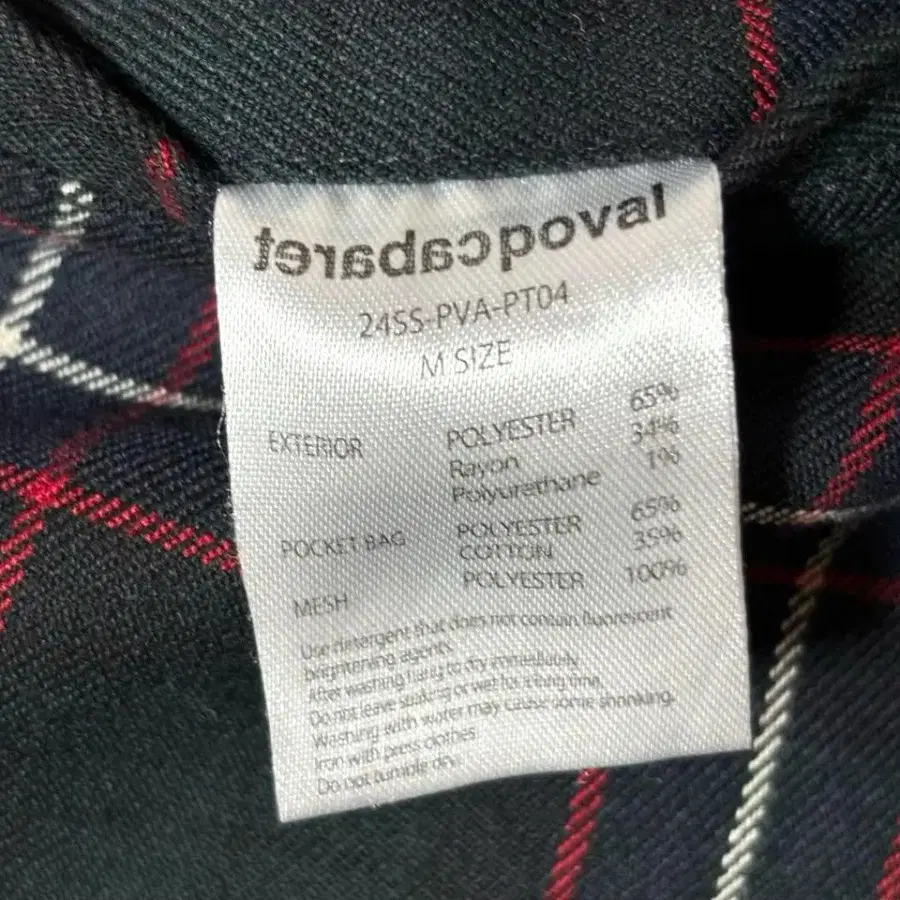 cabaretpoval
24SS-PVA-PT04
M SIZE
EXTERIOR POLYESTER 65%
Rayon 34%
Polyurethane 1%
POCKET BAG POLYESTER 65%
COTTON 35%
MESH POLYESTER 100%
Use detergent that does not contain fluorescent
brightening agents.
After washing hang to dry immediately.
Do not leave soaking or wet for a long time.
Washing with water may cause some shrinking.
Iron with press clothes.
Do not tumble dry.